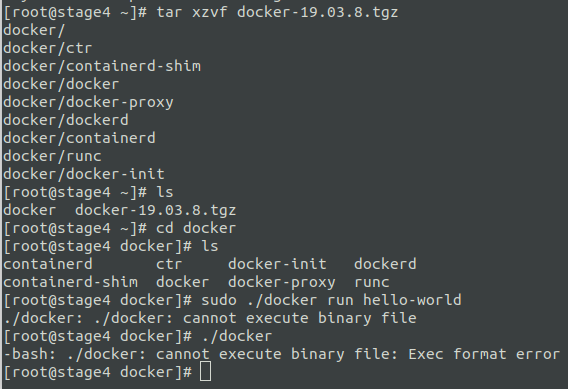 [root@stage4 ~]# tar xzvf docker-19.03.8.tgz
docker/
docker/ctr
docker/containerd-shim
docker/docker
docker/docker-proxy
docker/dockerd
docker/containerd
docker/runc
docker/docker-init
[root@stage4 ~]# ls
docker  docker-19.03.8.tgz
[root@stage4 ~]# cd docker
[root@stage4 docker]# ls
containerd       ctr     docker-init   dockerd
containerd-shim  docker  docker-proxy  runc
[root@stage4 docker]# sudo ./docker run hello-world
./docker: ./docker: cannot execute binary file
[root@stage4 docker]# ./docker
-bash: ./docker: cannot execute binary file: Exec format error
[root@stage4 docker]#